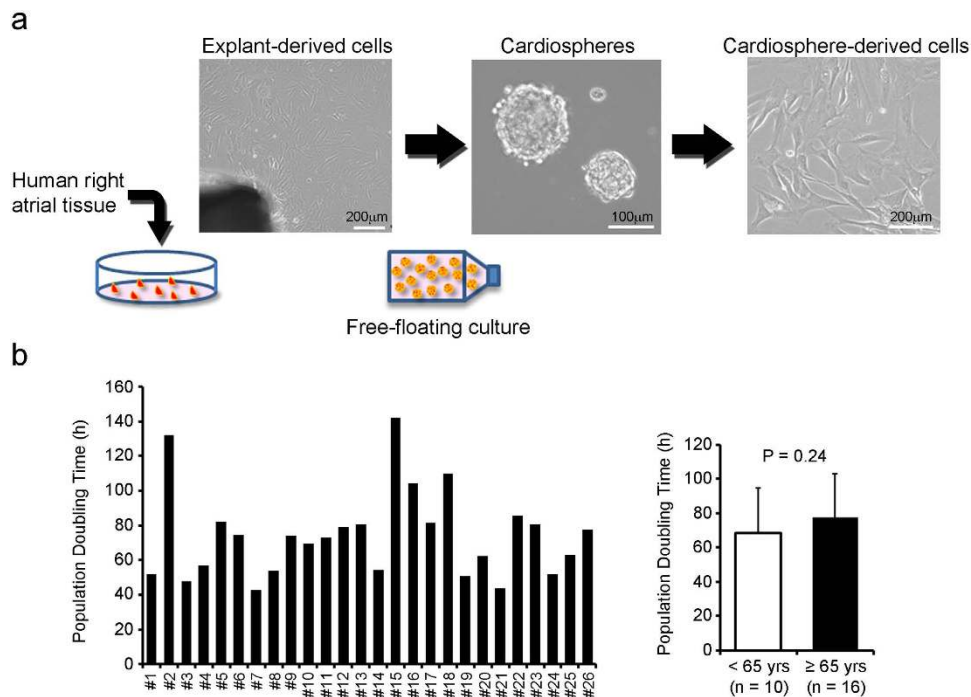 a
Explant-derived cells
Cardiospheres
Cardiosphere-derived cells
Human right
atrial tissue
200μm
100μm
200μm
Free-floating culture
b
Population Doubling Time (h)
160
140
120
100
80
60
40
20
0
#1
#2
#3
#4
#5
#6
#7
#8
#9
#10
#11
#12
#13
#14
#15
#16
#17
#18
#19
#20
#21
#22
#23
#24
#25
#26
Population Doubling Time (h)
120
100
80
60
40
20
0
P = 0.24
< 65 yrs
(n = 10)
≥ 65 yrs
(n = 16)